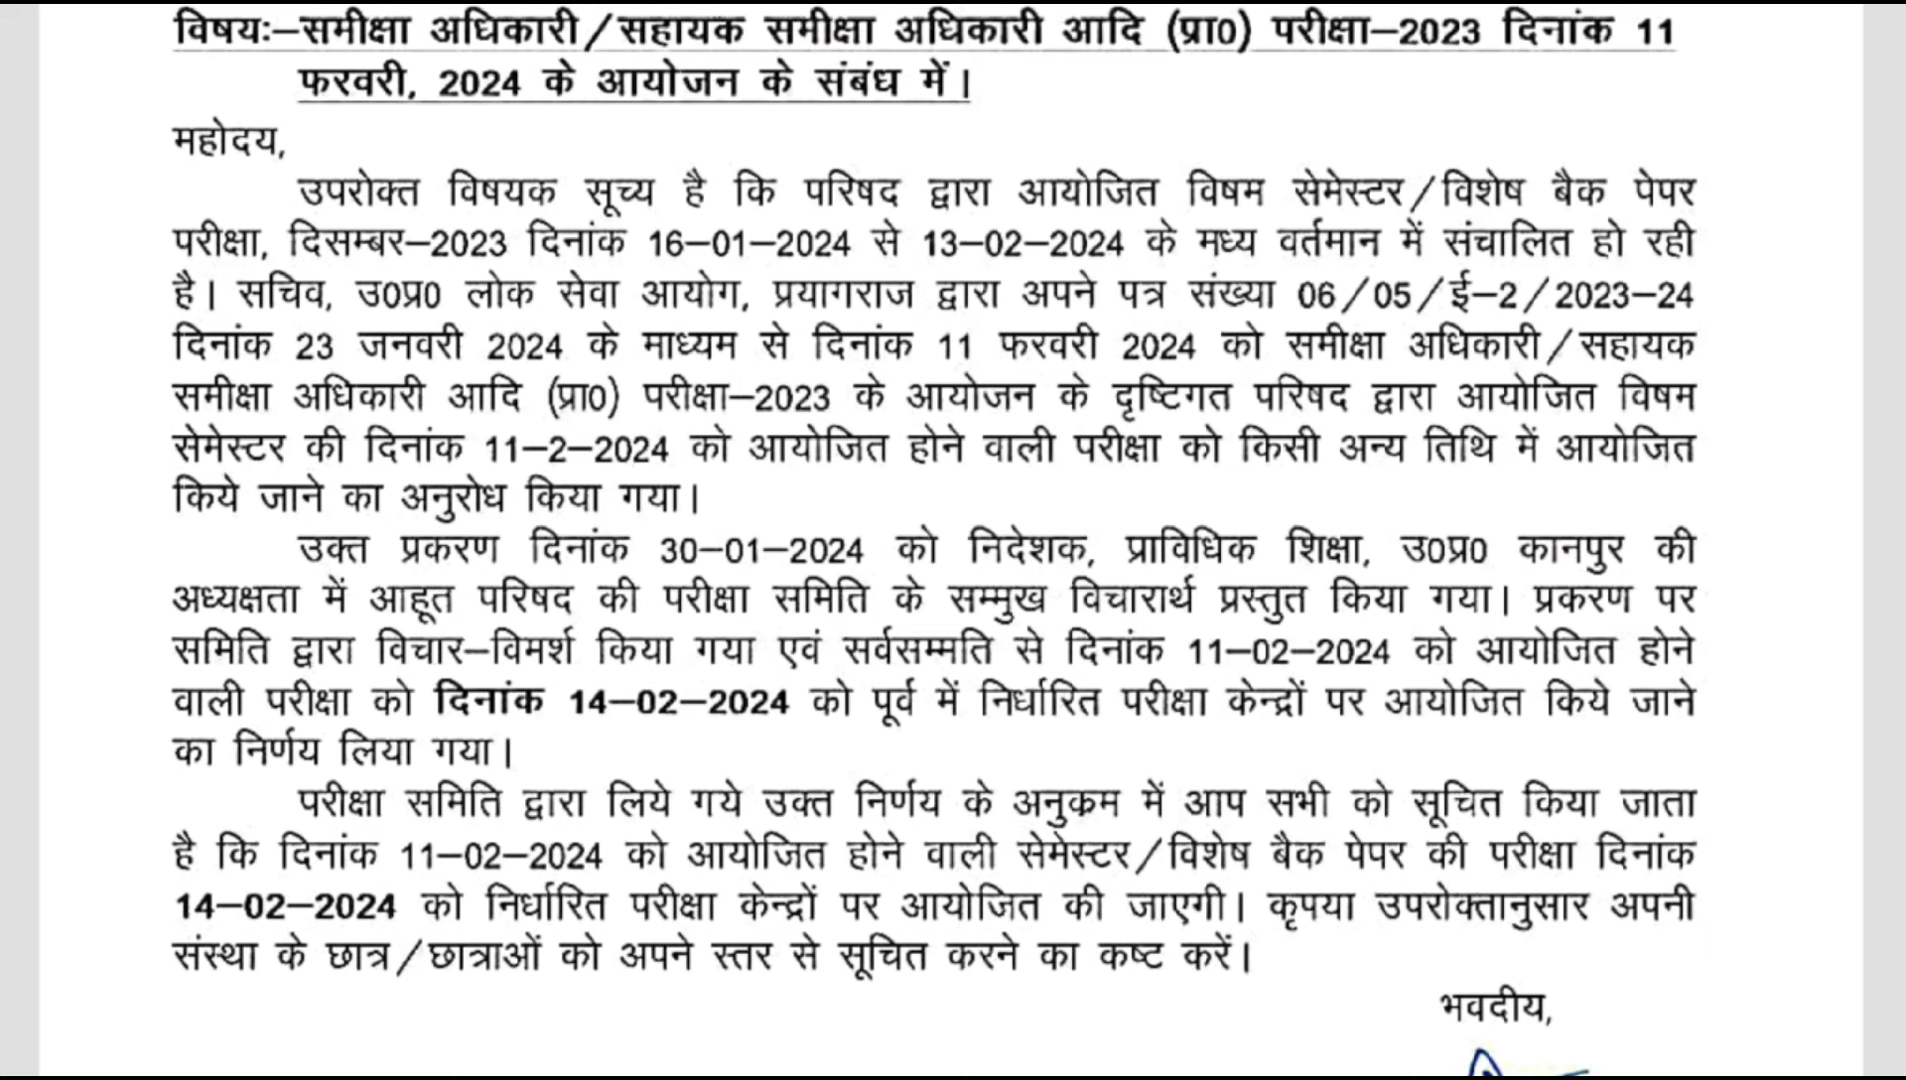 विषयः–समीक्षा अधिकारी/सहायक समीक्षा अधिकारी आदि (प्रा0) परीक्षा–2023 दिनांक 11
फरवरी, 2024 के आयोजन के संबंध में।
महोदय,
उपरोक्त विषयक सूच्य है कि परिषद द्वारा आयोजित विषम सेमेस्टर/विशेष बैक पेपर
परीक्षा, दिसम्बर–2023 दिनांक 16–01–2024 से 13–02–2024 के मध्य वर्तमान में संचालित हो रही
है। सचिव, उ0प्र0 लोक सेवा आयोग, प्रयागराज द्वारा अपने पत्र संख्या 06/05/ई–2/2023–24
दिनांक 23 जनवरी 2024 के माध्यम से दिनांक 11 फरवरी 2024 को समीक्षा अधिकारी/सहायक
समीक्षा अधिकारी आदि (प्रा0) परीक्षा–2023 के आयोजन के दृष्टिगत परिषद द्वारा आयोजित विषम
सेमेस्टर की दिनांक 11–2–2024 को आयोजित होने वाली परीक्षा को किसी अन्य तिथि में आयोजित
किये जाने का अनुरोध किया गया।
उक्त प्रकरण दिनांक 30–01–2024 को निदेशक, प्राविधिक शिक्षा, उ0प्र0 कानपुर की
अध्यक्षता में आहूत परिषद की परीक्षा समिति के सम्मुख विचारार्थ प्रस्तुत किया गया। प्रकरण पर
समिति द्वारा विचार–विमर्श किया गया एवं सर्वसम्मति से दिनांक 11–02–2024 को आयोजित होने
वाली परीक्षा को दिनांक 14–02–2024 को पूर्व में निर्धारित परीक्षा केन्द्रों पर आयोजित किये जाने
का निर्णय लिया गया।
परीक्षा समिति द्वारा लिये गये उक्त निर्णय के अनुकम में आप सभी को सूचित किया जाता
है कि दिनांक 11–02–2024 को आयोजित होने वाली सेमेस्टर/विशेष बैक पेपर की परीक्षा दिनांक
14–02–2024 को निर्धारित परीक्षा केन्द्रों पर आयोजित की जाएगी। कृपया उपरोक्तानुसार अपनी
संस्था के छात्र/छात्राओं को अपने स्तर से सूचित करने का कष्ट करें।
भवदीय,